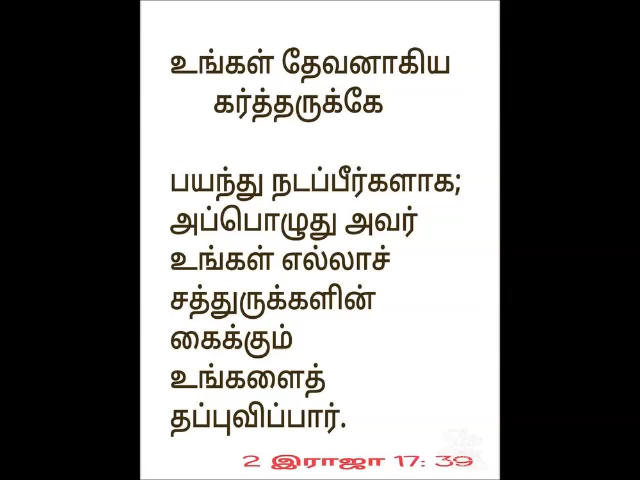 உங்கள் தேவனாகிய
கர்த்தருக்கே
பயந்து நடப்பீர்களாக;
அப்பொழுது அவர்
உங்கள் எல்லாச்
சத்துருக்களின்
கைக்கும்
உங்களைத்
தப்புவிப்பார்.
2 இராஜா 17: 39